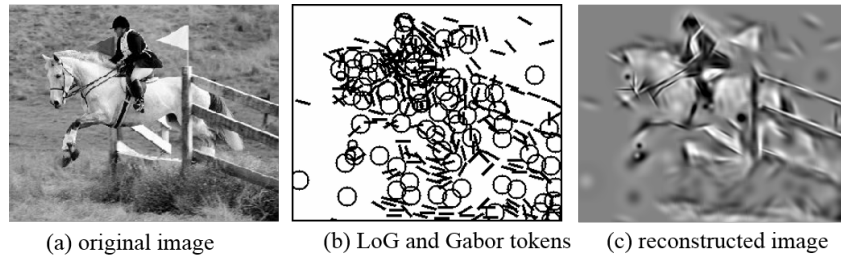 (a) original image
(b) LoG and Gabor tokens
(c) reconstructed image